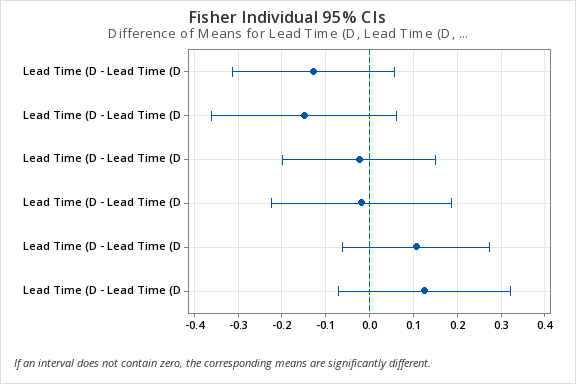 Fisher Individual 95% CIs
Difference of Means for Lead Time (D, Lead Time (D, ...
Lead Time (D - Lead Time (D
Lead Time (D - Lead Time (D
Lead Time (D - Lead Time (D
Lead Time (D - Lead Time (D
Lead Time (D - Lead Time (D
Lead Time (D - Lead Time (D
-0.4 -0.3 -0.2 -0.1 0.0 0.1 0.2 0.3 0.4
If an interval does not contain zero, the corresponding means are significantly different.